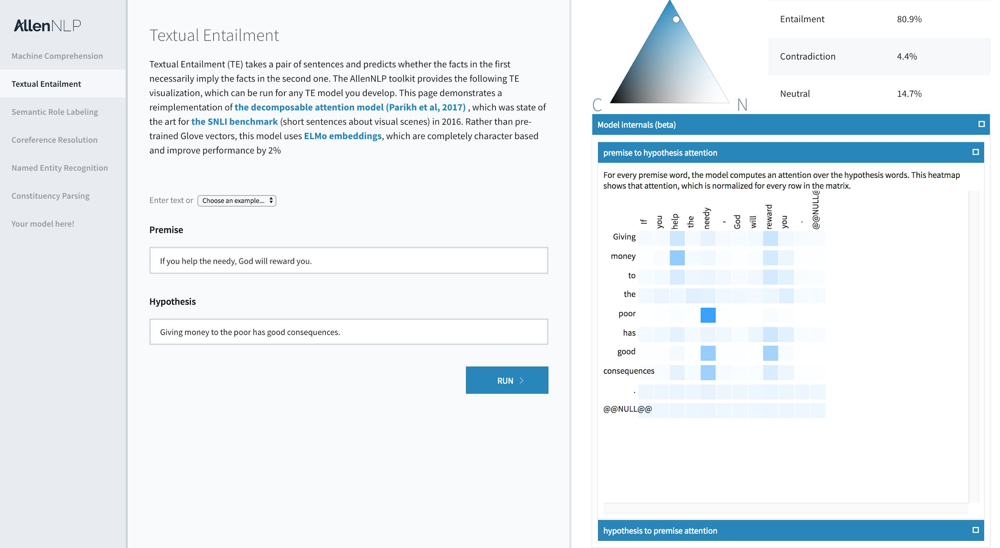 AllenNLP
Machine Comprehension
Textual Entailment
Semantic Role Labeling
Coreference Resolution
Named Entity Recognition
Constituency Parsing
Your model here!
Textual Entailment
Textual Entailment (TE) takes a pair of sentences and predicts whether the facts in the first
necessarily imply the facts in the second one. The AllenNLP toolkit provides the following TE
visualization, which can be run for any TE model you develop. This page demonstrates a
reimplementation of the decomposable attention model (Parikh et al, 2017) , which was state of
the art for the SNLI benchmark (short sentences about visual scenes) in 2016. Rather than pre-
trained Glove vectors, this model uses ELMo embeddings, which are completely character based
and improve performance by 2%
Enter text or Choose an example...
Premise
If you help the needy, God will reward you.
Hypothesis
Giving money to the poor has good consequences.
RUN
C N
Entailment 80.9%
Contradiction 4.4%
Neutral 14.7%
Model internals (beta)
premise to hypothesis attention
For every premise word, the model computes an attention over the hypothesis words. This heatmap
shows that attention, which is normalized for every row in the matrix.
If you help the needy , God will reward you . @@NULL@
Giving
money
to
the
poor
has
good
consequences
.
@@NULL@@
hypothesis to premise attention